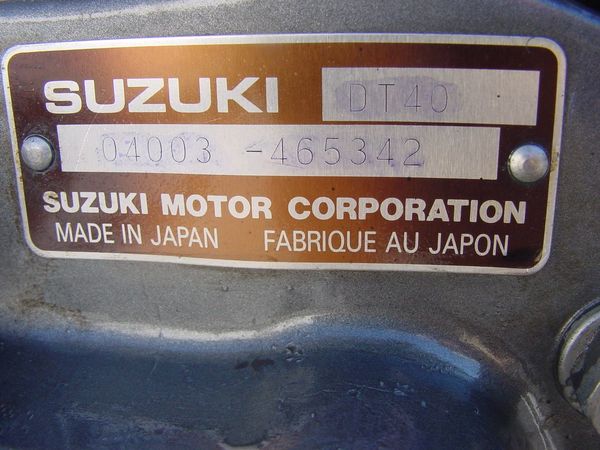 SUZUKI DT40
04003 -465342
SUZUKI MOTOR CORPORATION
MADE IN JAPAN FABRIQUE AU JAPON